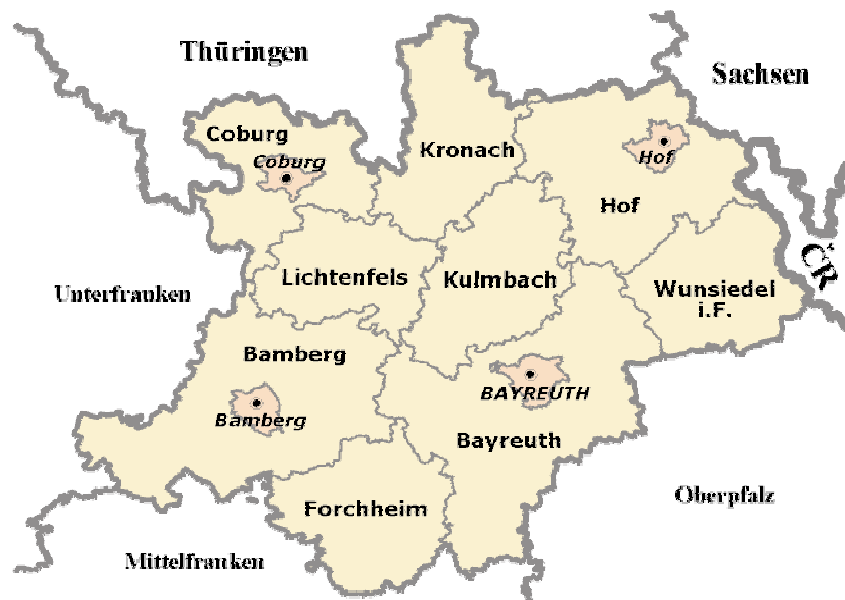 Thüringen
Sachsen
Coburg
Coburg
Kronach
Hof
Hof
ČR
Unterfranken
Lichtenfels
Kulmbach
Wunsiedel
i.F.
Bamberg
Bamberg
BAYREUTH
Bayreuth
Forchheim
Oberpfalz
Mittelfranken